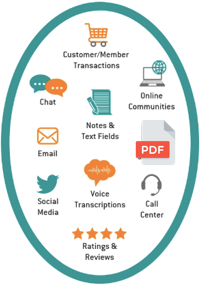 Customer/Member
Transactions
Chat
Online
Communities
Notes &
Text Fields
PDF
Email
Social
Media
Voice
Transcriptions
Call
Center
Ratings &
Reviews